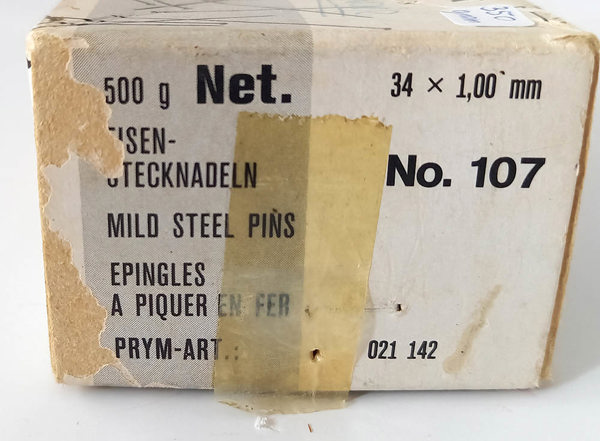 350
500 g Net. 34 × 1,00 mm
EISEN-
STECKNADELN No. 107
MILD STEEL PINS
EPINGLES
A PIQUER EN FER
PRYM-ART.: 021 142